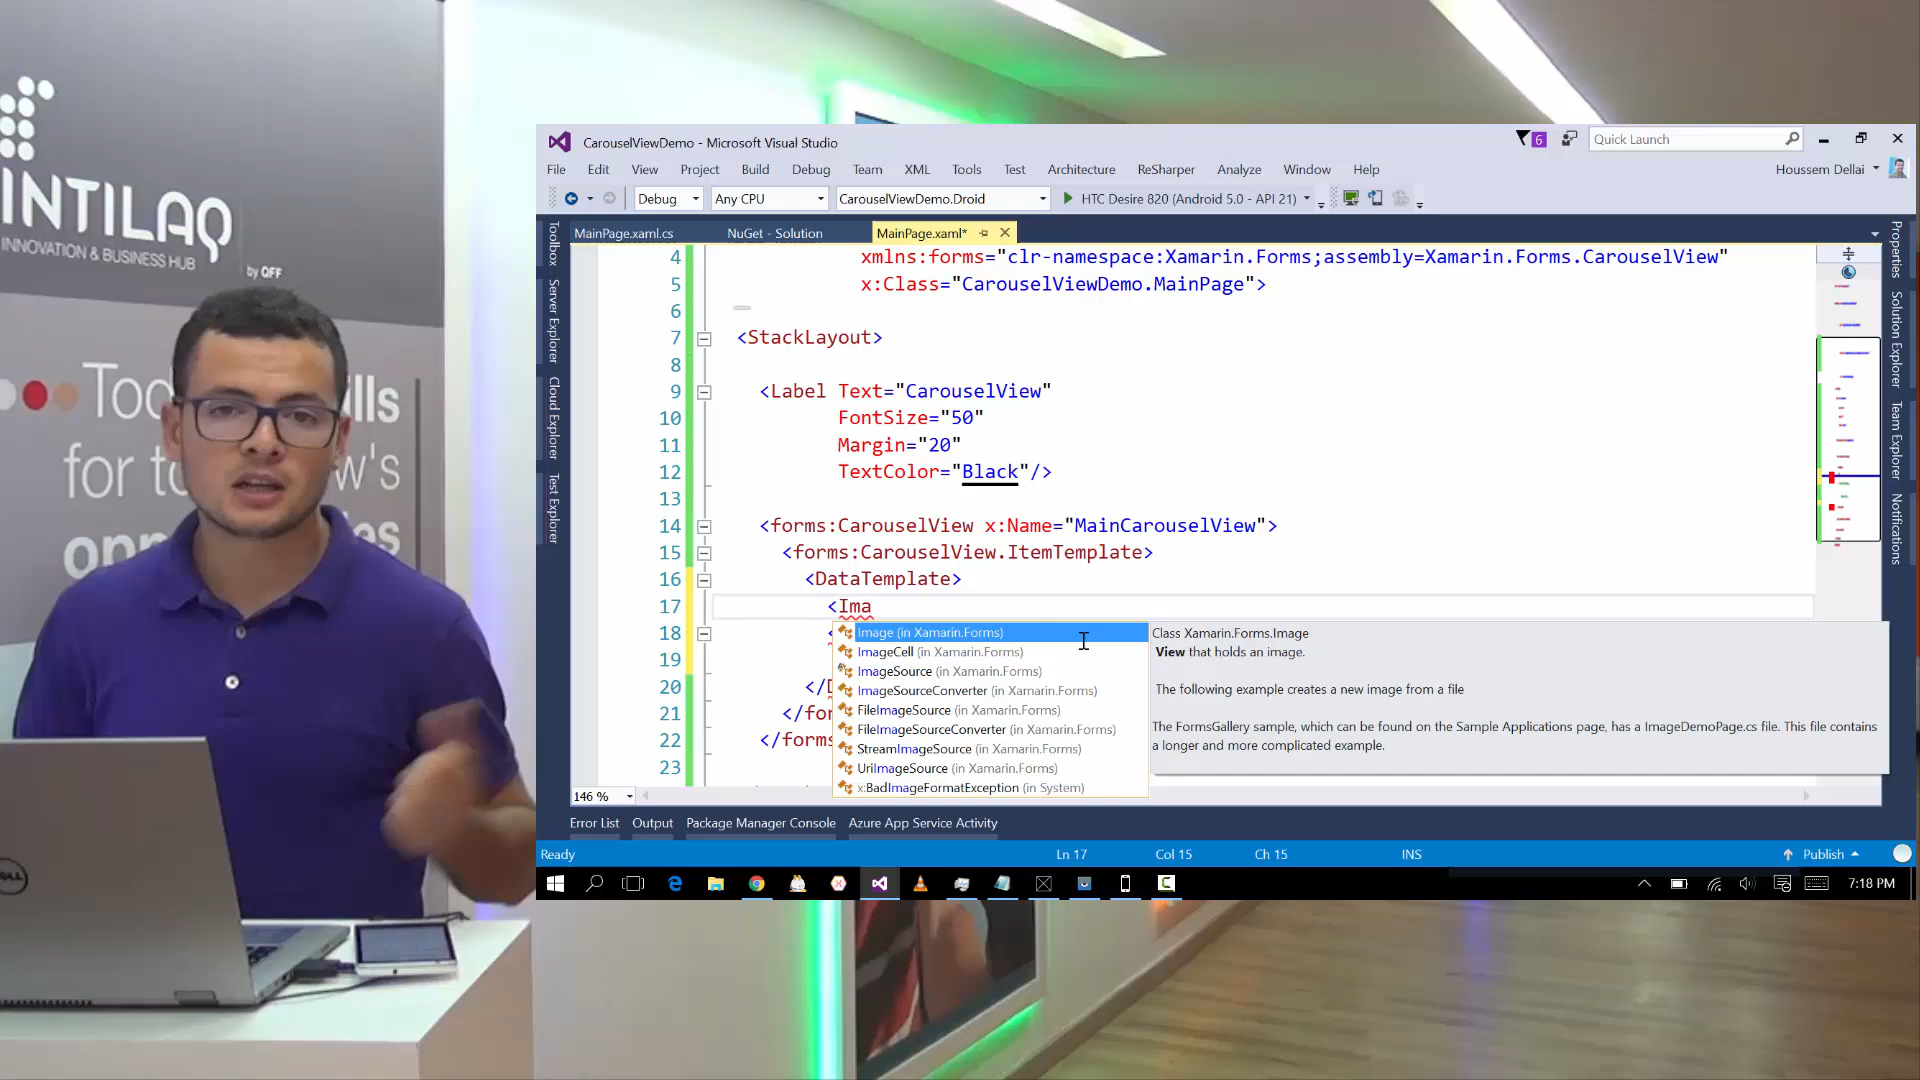 INTILAQ
INNOVATION & BUSINESS HUB
by QFF
lls
for to w's
DELL
CarouselViewDemo - Microsoft Visual Studio
6
Quick Launch
File Edit View Project Build Debug Team XML Tools Test Architecture ReSharper Analyze Window Help
Houssem Dellai
Debug Any CPU CarouselViewDemo.Droid HTC Desire 820 (Android 5.0 - API 21)
MainPage.xaml.cs NuGet - Solution MainPage.xaml*
Toolbox
Server Explorer
Cloud Explorer
Test Explorer
4 xmlns:forms="clr-namespace:Xamarin.Forms;assembly=Xamarin.Forms.CarouselView"
5 x:Class="CarouselViewDemo.MainPage">
6
7 <StackLayout>
8
9 <Label Text="CarouselView"
10 FontSize="50"
11 Margin="20"
12 TextColor="Black"/>
13
14 <forms:CarouselView x:Name="MainCarouselView">
15 <forms:CarouselView.ItemTemplate>
16 <DataTemplate>
17 <Ima
18 <
19
20 </D
21 </for
22 </forms
23
Image (in Xamarin.Forms)
ImageCell (in Xamarin.Forms)
ImageSource (in Xamarin.Forms)
ImageSourceConverter (in Xamarin.Forms)
FileImageSource (in Xamarin.Forms)
FileImageSourceConverter (in Xamarin.Forms)
StreamImageSource (in Xamarin.Forms)
UriImageSource (in Xamarin.Forms)
x:BadImageFormatException (in System)
Class Xamarin.Forms.Image
View that holds an image.
The following example creates a new image from a file
The FormsGallery sample, which can be found on the Sample Applications page, has a ImageDemoPage.cs file. This file contains
a longer and more complicated example.
Properties
Solution Explorer
Team Explorer
Notifications
146 %
Error List Output Package Manager Console Azure App Service Activity
Ready Ln 17 Col 15 Ch 15 INS Publish
7:18 PM